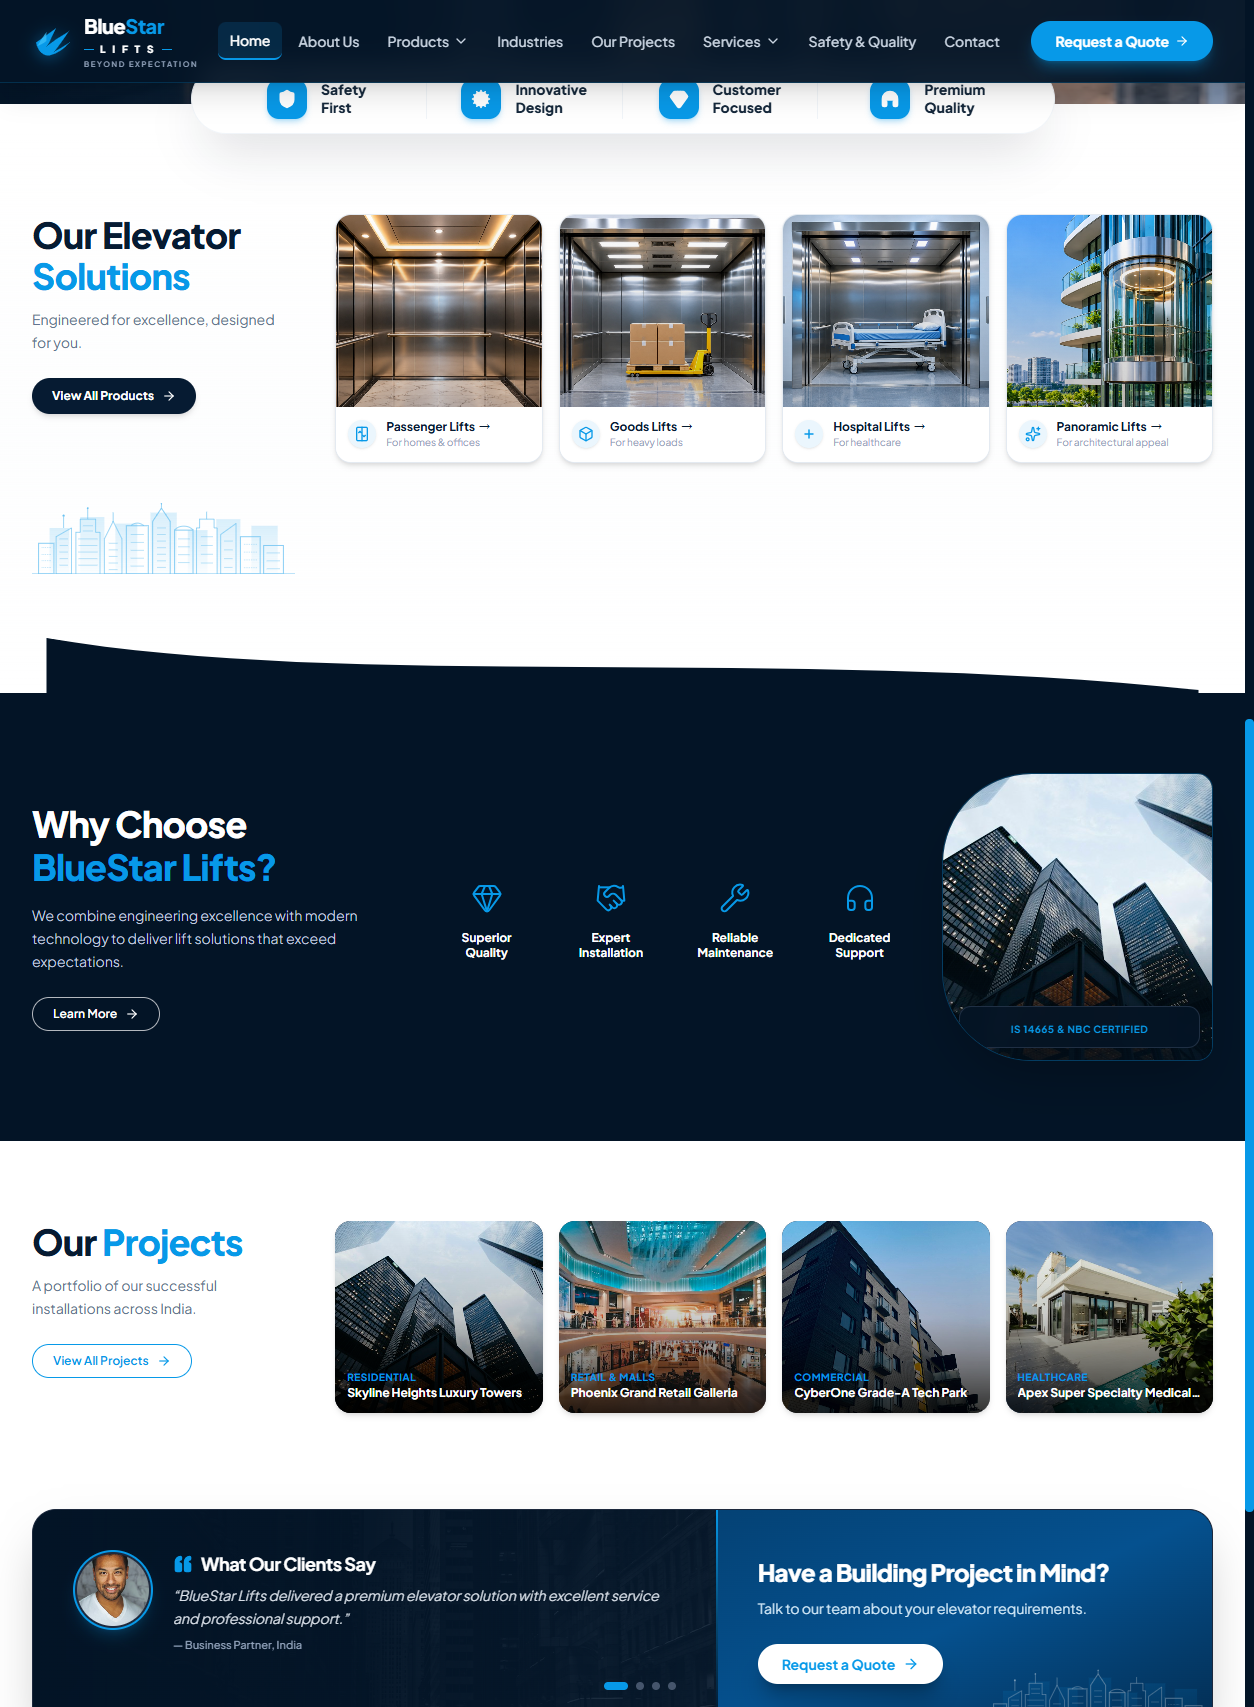 BlueStar
LIFTS
BEYOND EXPECTATION
Home
About Us
Products
Industries
Our Projects
Services
Safety & Quality
Contact
Request a Quote →
Safety
First
Innovative
Design
Customer
Focused
Premium
Quality
Our Elevator
Solutions
Engineered for excellence, designed
for you.
View All Products →
Passenger Lifts →
For homes & offices
Goods Lifts →
For heavy loads
Hospital Lifts →
For healthcare
Panoramic Lifts →
For architectural appeal
Why Choose
BlueStar Lifts?
We combine engineering excellence with modern
technology to deliver lift solutions that exceed
expectations.
Learn More →
Superior
Quality
Expert
Installation
Reliable
Maintenance
Dedicated
Support
IS 14665 & NBC CERTIFIED
Our Projects
A portfolio of our successful
installations across India.
View All Projects →
RESIDENTIAL
Skyline Heights Luxury Towers
RETAIL & MALLS
Phoenix Grand Retail Galleria
COMMERCIAL
CyberOne Grade-A Tech Park
HEALTHCARE
Apex Super Specialty Medical...
What Our Clients Say
"BlueStar Lifts delivered a premium elevator solution with excellent service
and professional support."
— Business Partner, India
Have a Building Project in Mind?
Talk to our team about your elevator requirements.
Request a Quote →